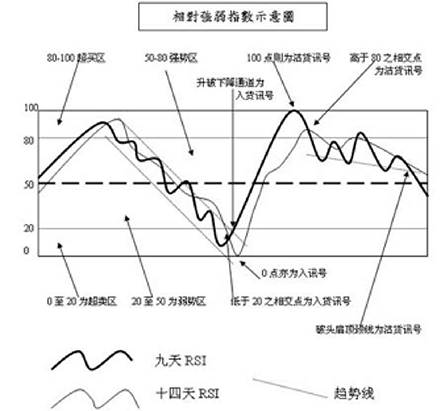 相對強弱指數示意圖
80-100超买区
50-80强势区
100点则为沽货讯号
高于80之相交点
为沽货讯号
升破下降通道为
入货讯号
100
80
50
20
0
0点亦为入讯号
0至20为超卖区
20至50为弱势区
低于20之相交点为入货讯号
破头肩顶颈线为沽货讯号
九天RSI
十四天RSI
趋势线